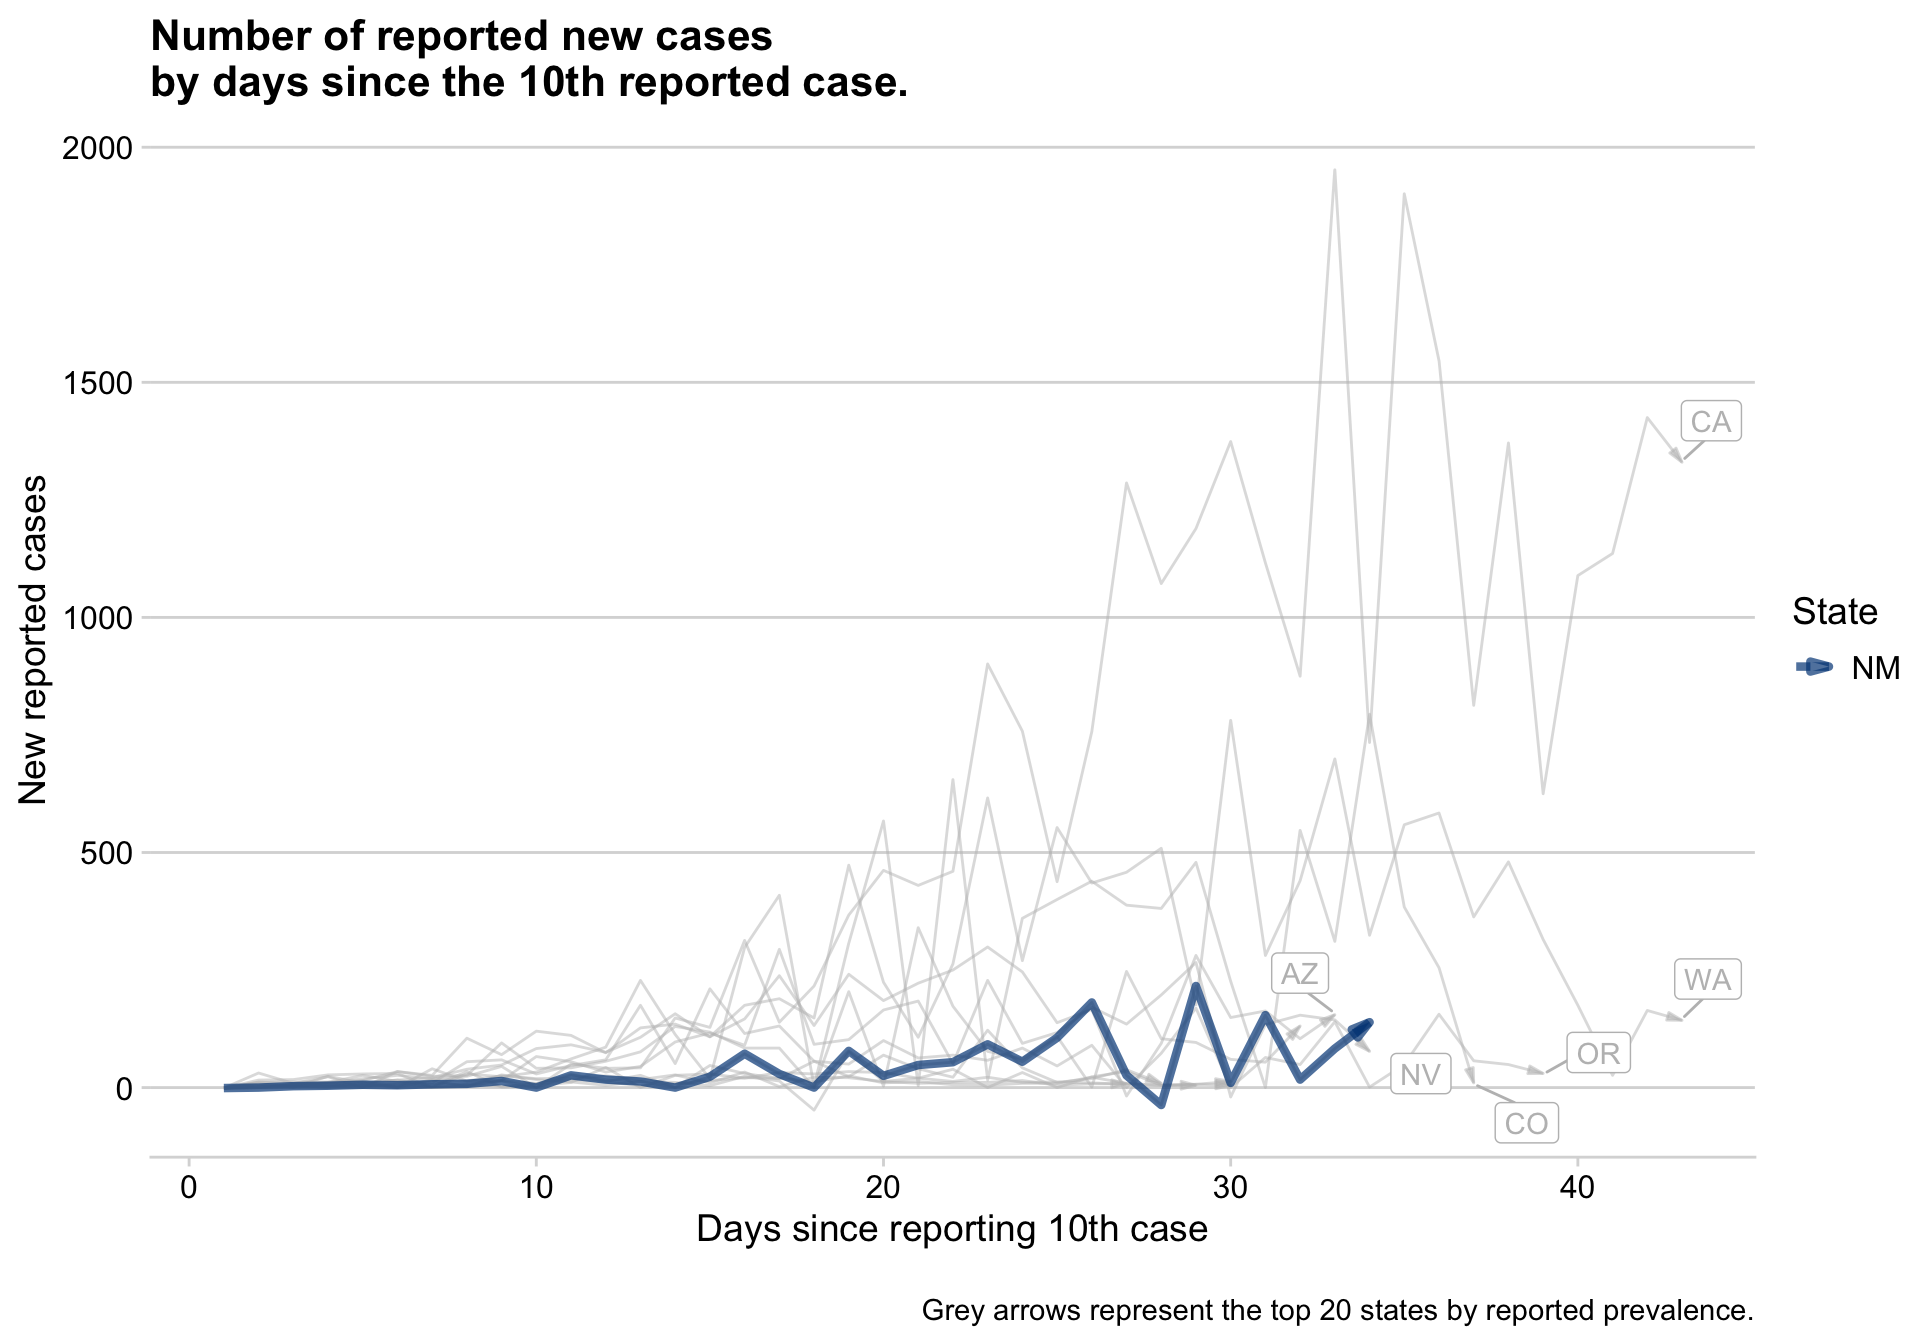 Number of reported new cases
by days since the 10th reported case.
2000
1500
1000
500
0
New reported cases
CA
AZ
WA
OR
NV
CO
State
NM
0 10 20 30 40
Days since reporting 10th case
Grey arrows represent the top 20 states by reported prevalence.